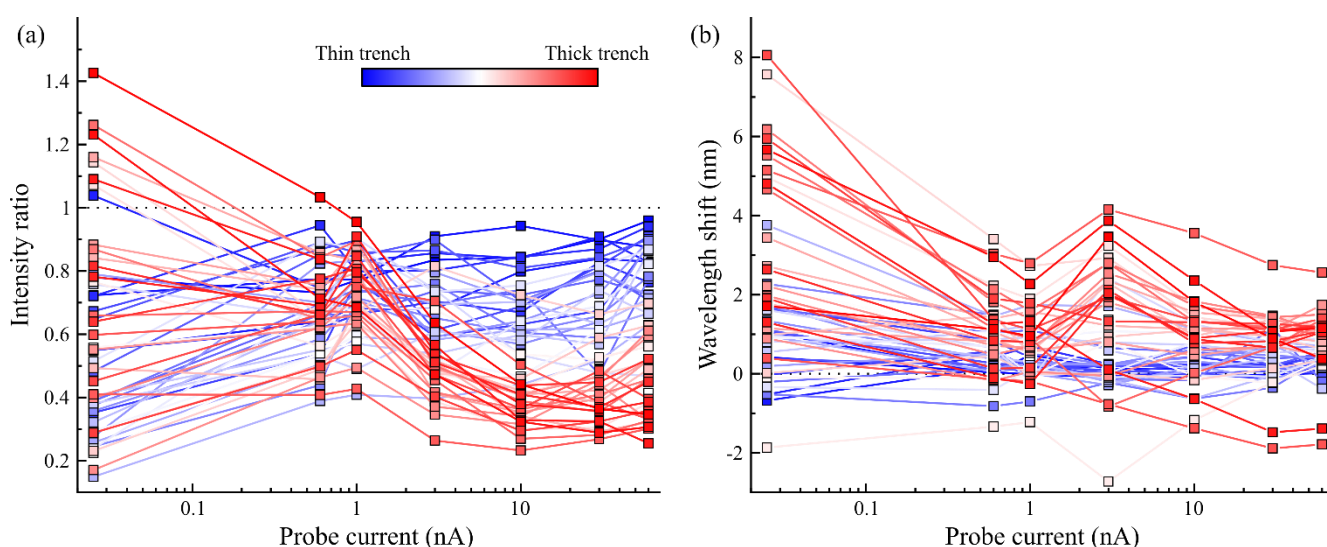 (a)
Thin trench Thick trench
Intensity ratio
1.4
1.2
1
0.8
0.6
0.4
0.2
0.1 1 10
Probe current (nA)
(b)
Wavelength shift (nm)
8
6
4
2
0
-2
0.1 1 10
Probe current (nA)